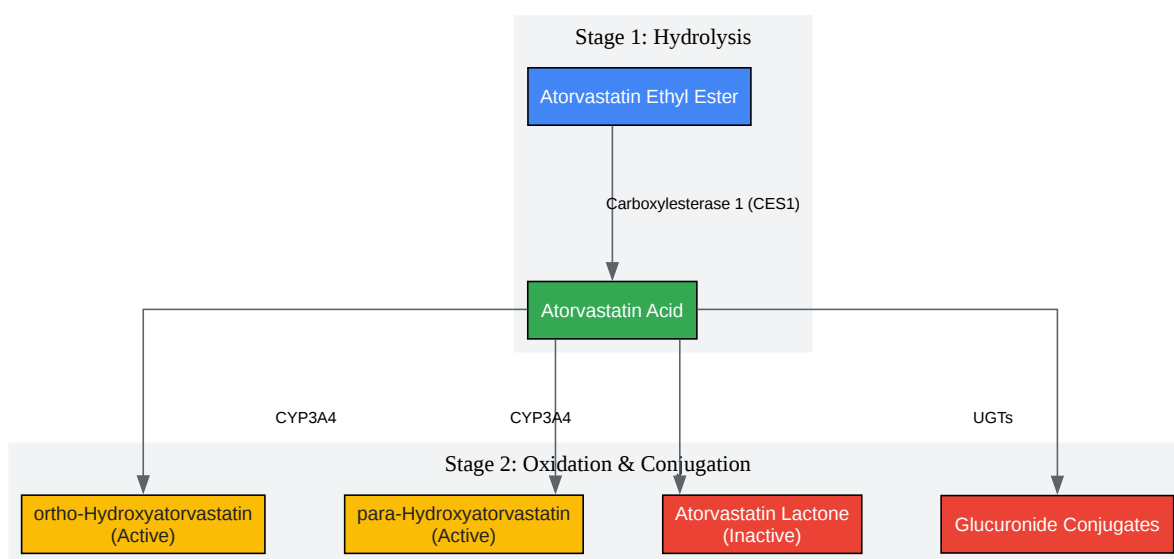 Stage 1: Hydrolysis
Atorvastatin Ethyl Ester
Carboxylesterase 1 (CES1)
Atorvastatin Acid
CYP3A4
CYP3A4
UGTs
Stage 2: Oxidation & Conjugation
ortho-Hydroxyatorvastatin
(Active)
para-Hydroxyatorvastatin
(Active)
Atorvastatin Lactone
(Inactive)
Glucuronide Conjugates